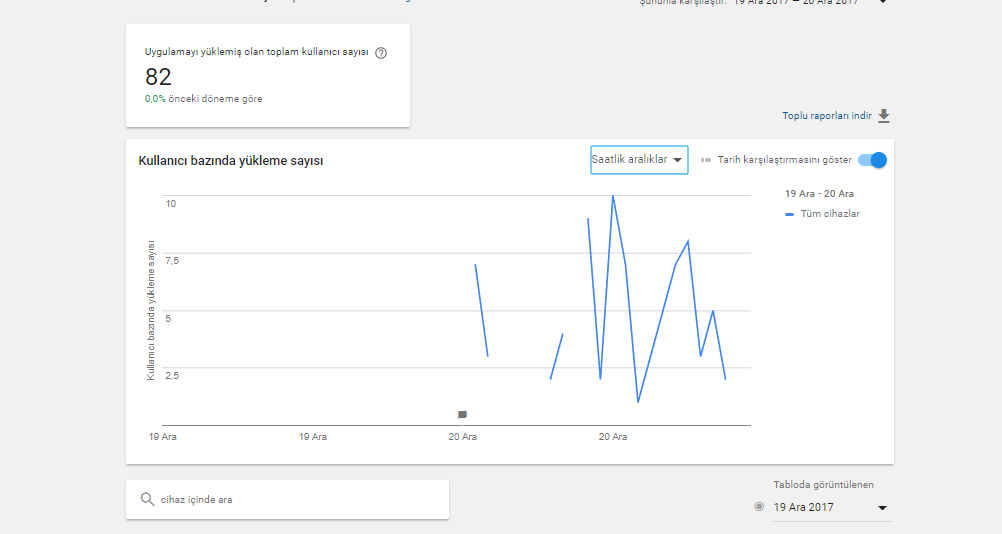 Şununla karşılaştır: 19 Ara 2017 – 20 Ara 2017
Uygulamayı yüklemiş olan toplam kullanıcı sayısı
82
0,0% önceki döneme göre
Toplu raporları indir
Kullanıcı bazında yükleme sayısı
Saatlik aralıklar
Tarih karşılaştırmasını göster
19 Ara - 20 Ara
Tüm cihazlar
Kullanıcı bazında yükleme sayısı
10
7,5
5
2,5
19 Ara
19 Ara
20 Ara
20 Ara
Tabloda görüntülenen
cihaz içinde ara
19 Ara 2017